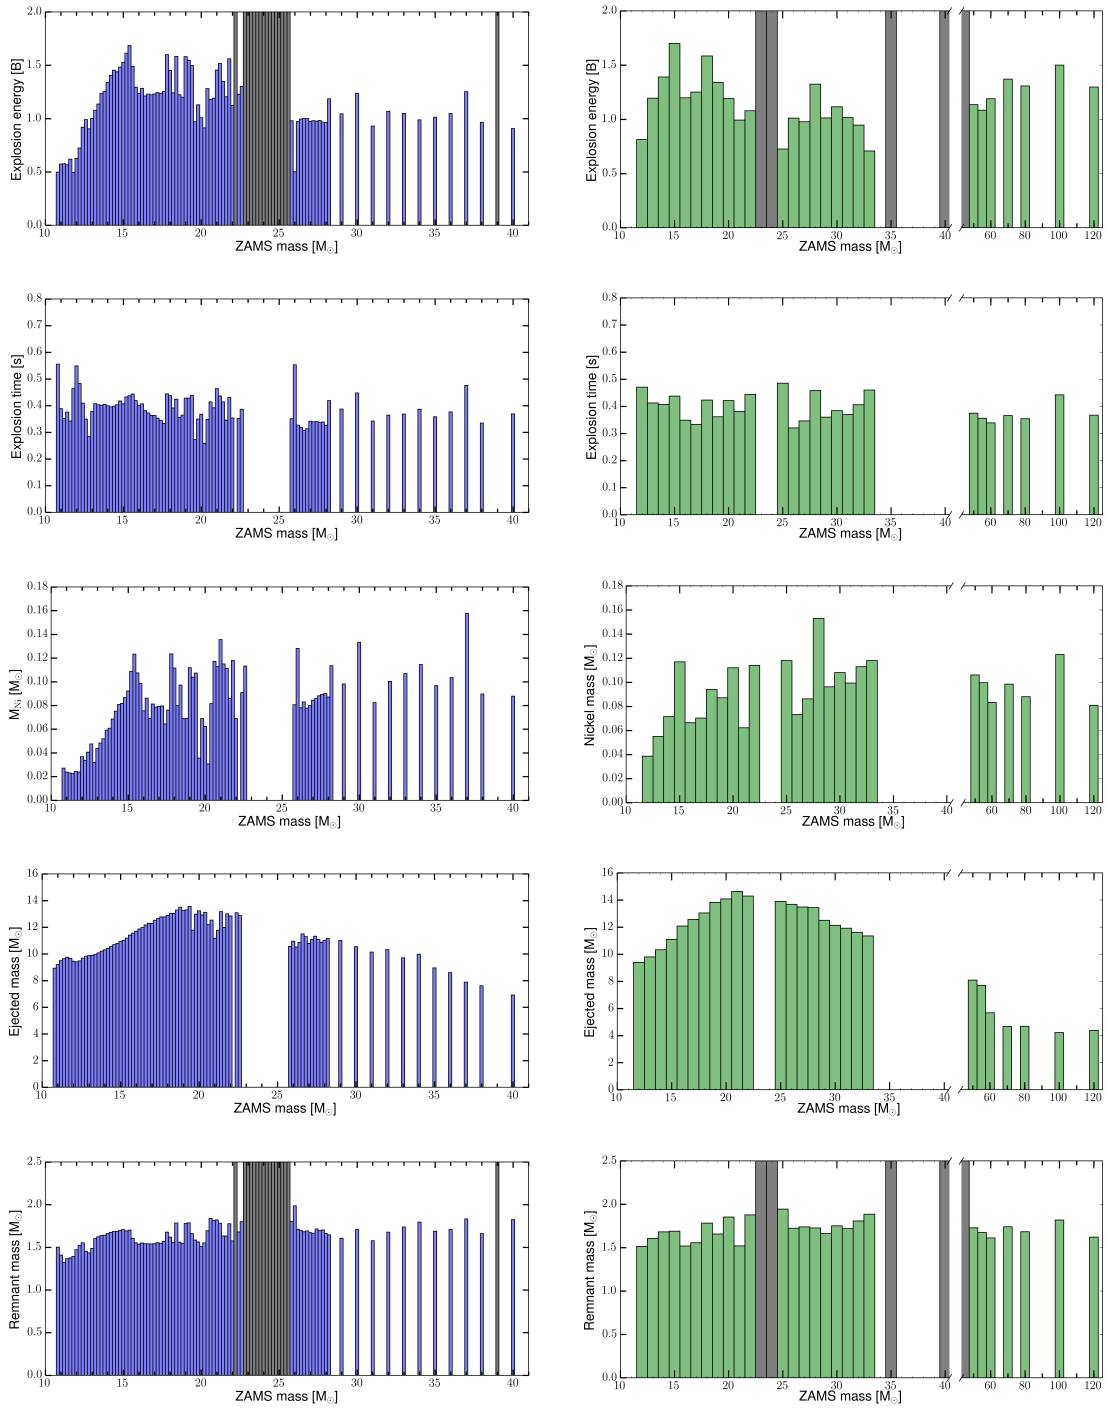 2.0 1.5 1.0 0.5 0.0
Explosion energy [B]
10 15 20 25 30 35 40
ZAMS mass [M☉]
2.0 1.5 1.0 0.5 0.0
Explosion energy [B]
10 15 20 25 30 35 40 60 80 100 120
ZAMS mass [M☉]
0.8 0.7 0.6 0.5 0.4 0.3 0.2 0.1 0.0
Explosion time [s]
10 15 20 25 30 35 40
ZAMS mass [M☉]
0.8 0.7 0.6 0.5 0.4 0.3 0.2 0.1 0.0
Explosion time [s]
10 15 20 25 30 35 40 60 80 100 120
ZAMS mass [M☉]
0.18 0.16 0.14 0.12 0.10 0.08 0.06 0.04 0.02 0.00
M_Ni [M☉]
10 15 20 25 30 35 40
ZAMS mass [M☉]
0.18 0.16 0.14 0.12 0.10 0.08 0.06 0.04 0.02 0.00
Nickel mass [M☉]
10 15 20 25 30 35 40 60 80 100 120
ZAMS mass [M☉]
16 14 12 10 8 6 4 2 0
Ejected mass [M☉]
10 15 20 25 30 35 40
ZAMS mass [M☉]
16 14 12 10 8 6 4 2 0
Ejected mass [M☉]
10 15 20 25 30 35 40 60 80 100 120
ZAMS mass [M☉]
2.5 2.0 1.5 1.0 0.5 0.0
Remnant mass [M☉]
10 15 20 25 30 35 40
ZAMS mass [M☉]
2.5 2.0 1.5 1.0 0.5 0.0
Remnant mass [M☉]
10 15 20 25 30 35 40 60 80 100 120
ZAMS mass [M☉]